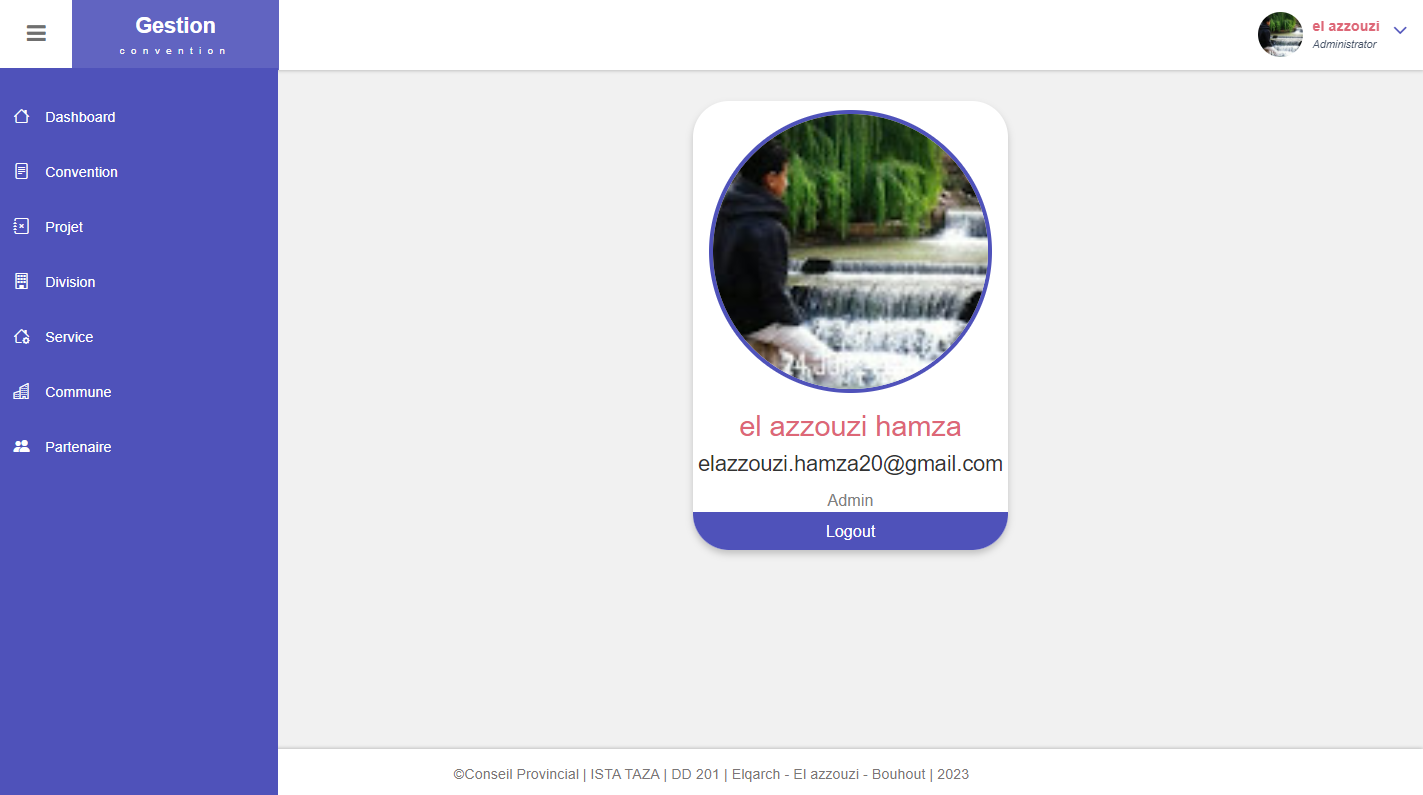 Gestion
convention
el azzouzi
Administrator
Dashboard
Convention
Projet
Division
Service
Commune
Partenaire
el azzouzi hamza
elazzouzi.hamza20@gmail.com
Admin
Logout
©Conseil Provincial | ISTA TAZA | DD 201 | Elqarch - El azzouzi - Bouhout | 2023